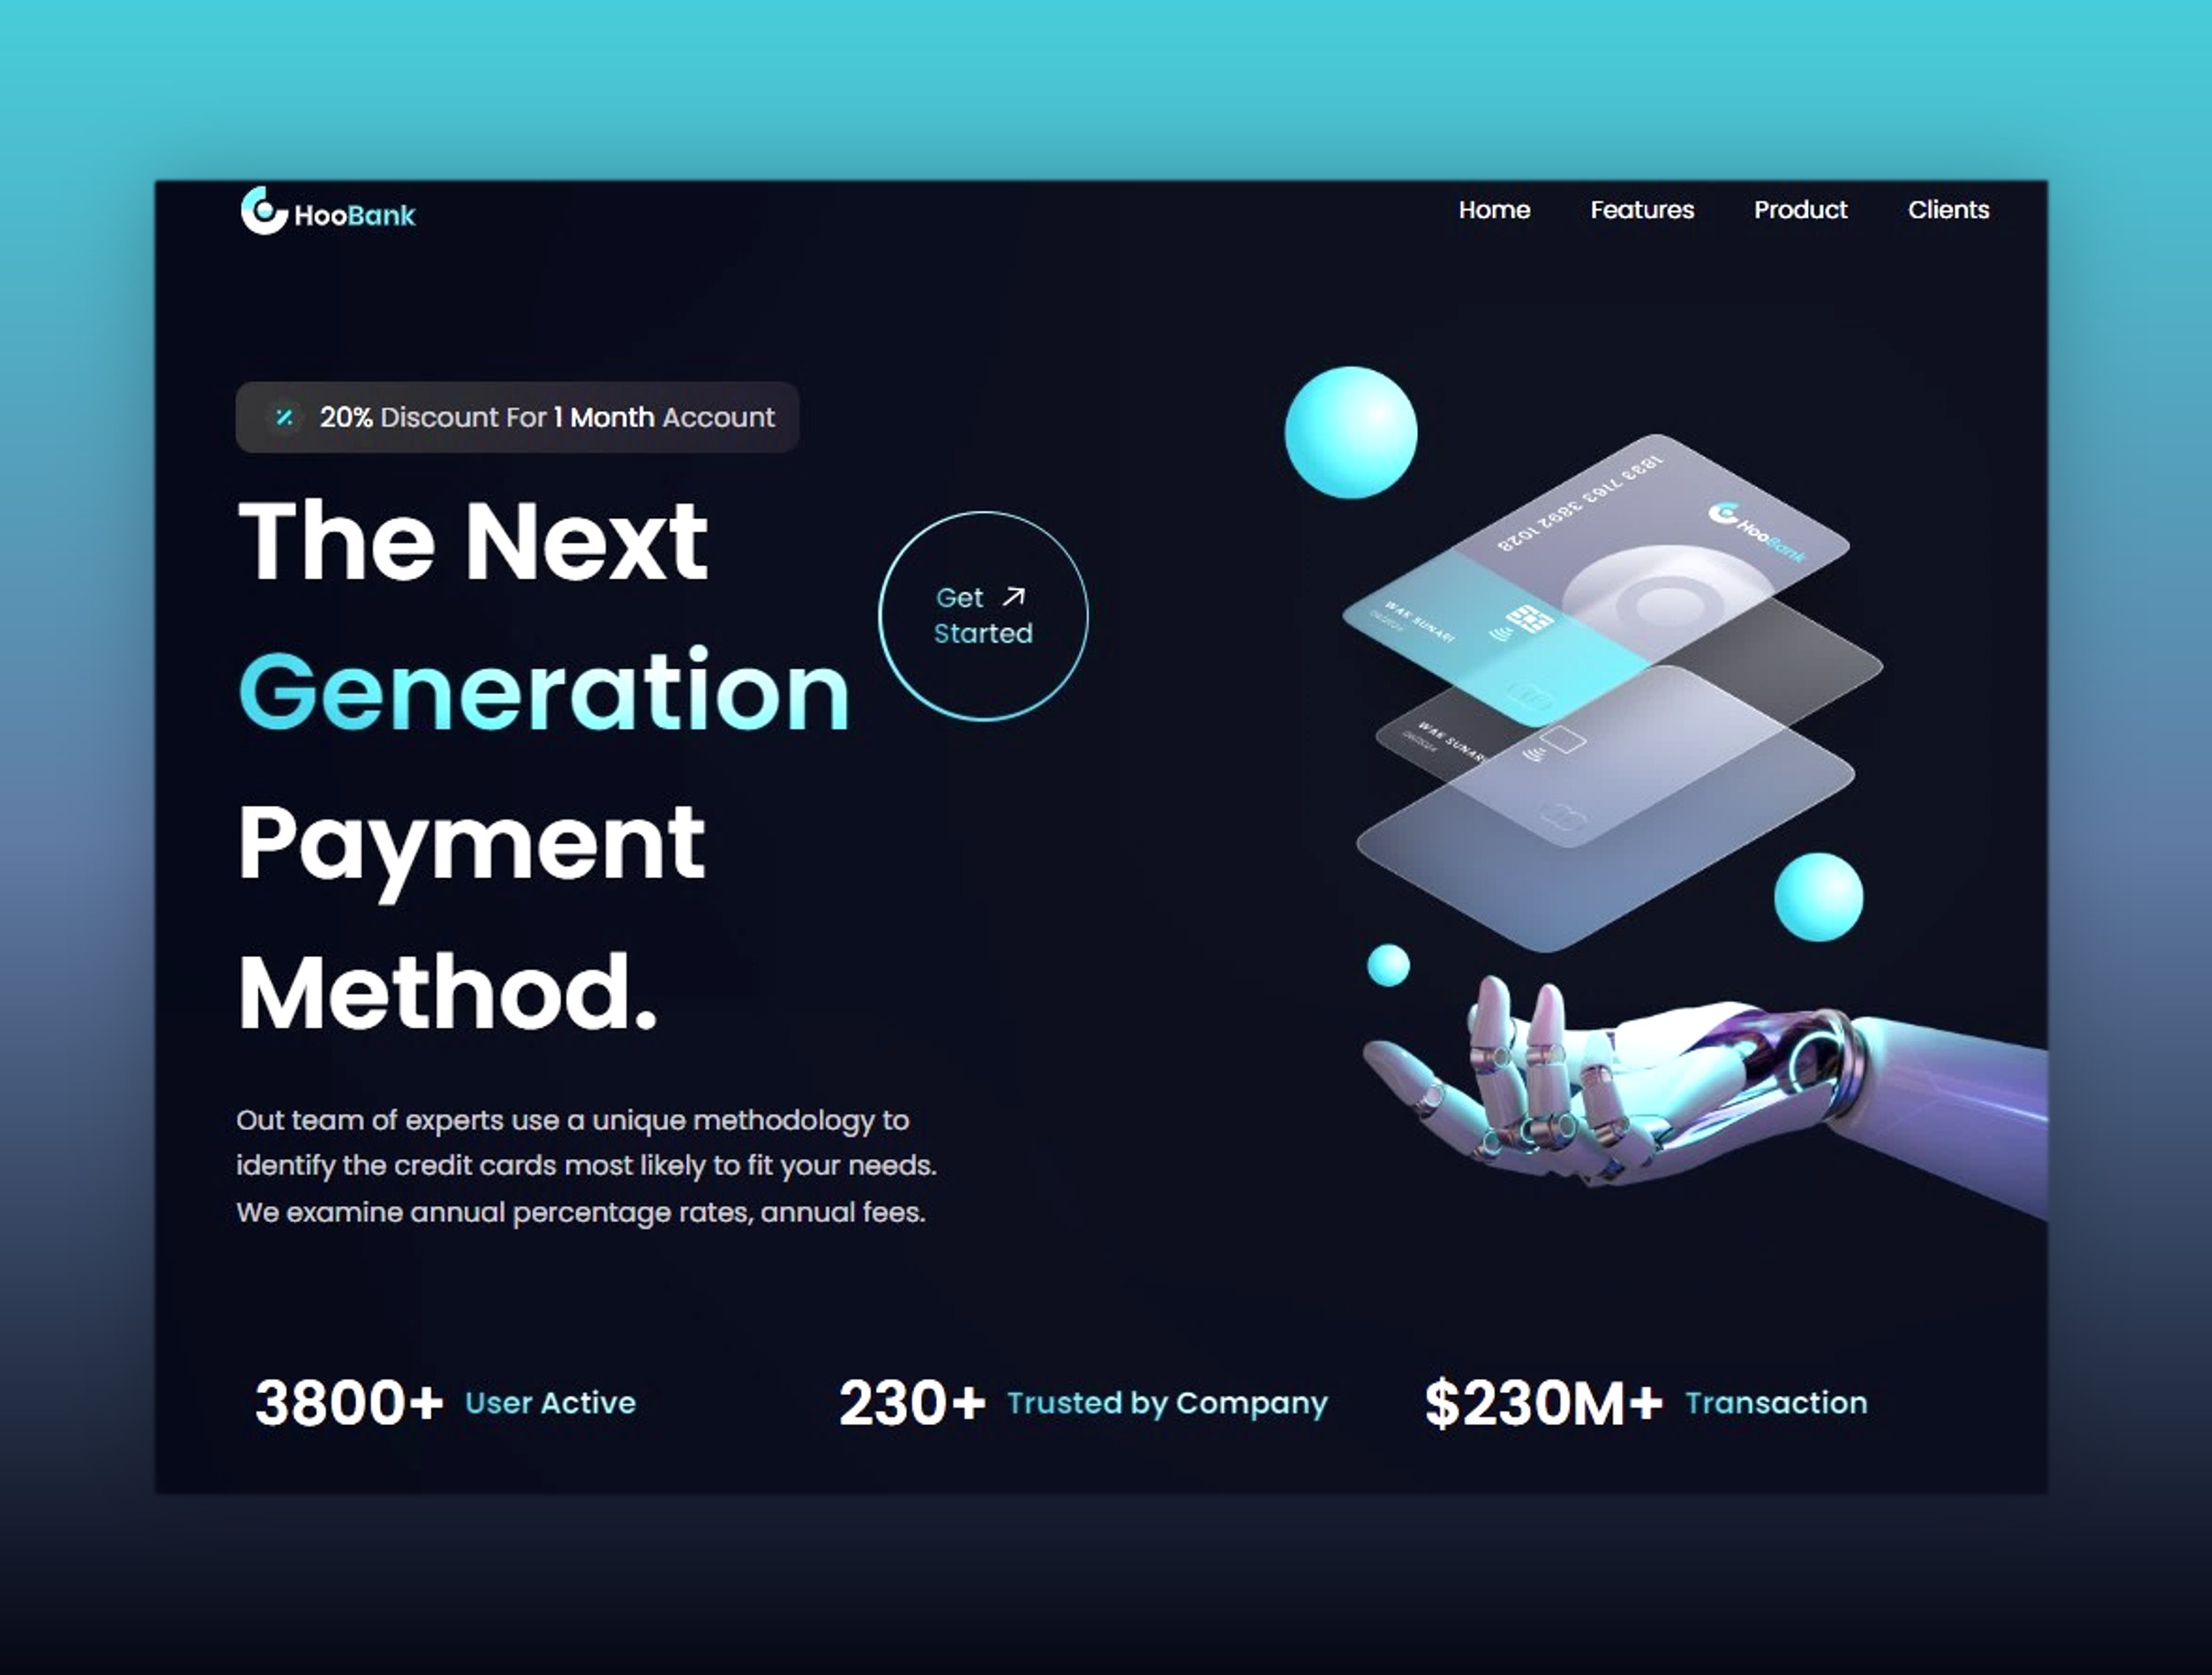 HooBank
Home Features Product Clients
20% Discount For 1 Month Account
The Next
Generation
Payment
Method.
Get
Started
Out team of experts use a unique methodology to
identify the credit cards most likely to fit your needs.
We examine annual percentage rates, annual fees.
1833 7163 3892 1028
HooBank
WAK SUNARI
WAK SUNARI
3800+ User Active
230+ Trusted by Company
$230M+ Transaction